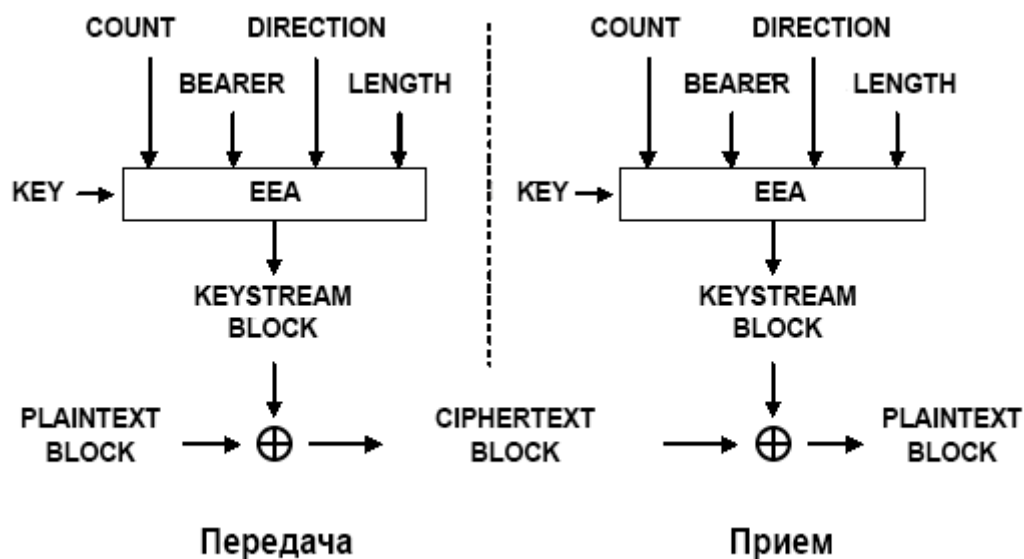 COUNT DIRECTION COUNT DIRECTION
BEARER LENGTH BEARER LENGTH
KEY EEA KEY EEA
KEYSTREAM KEYSTREAM
BLOCK BLOCK
PLAINTEXT CIPHERTEXT PLAINTEXT
BLOCK BLOCK BLOCK
Передача Прием